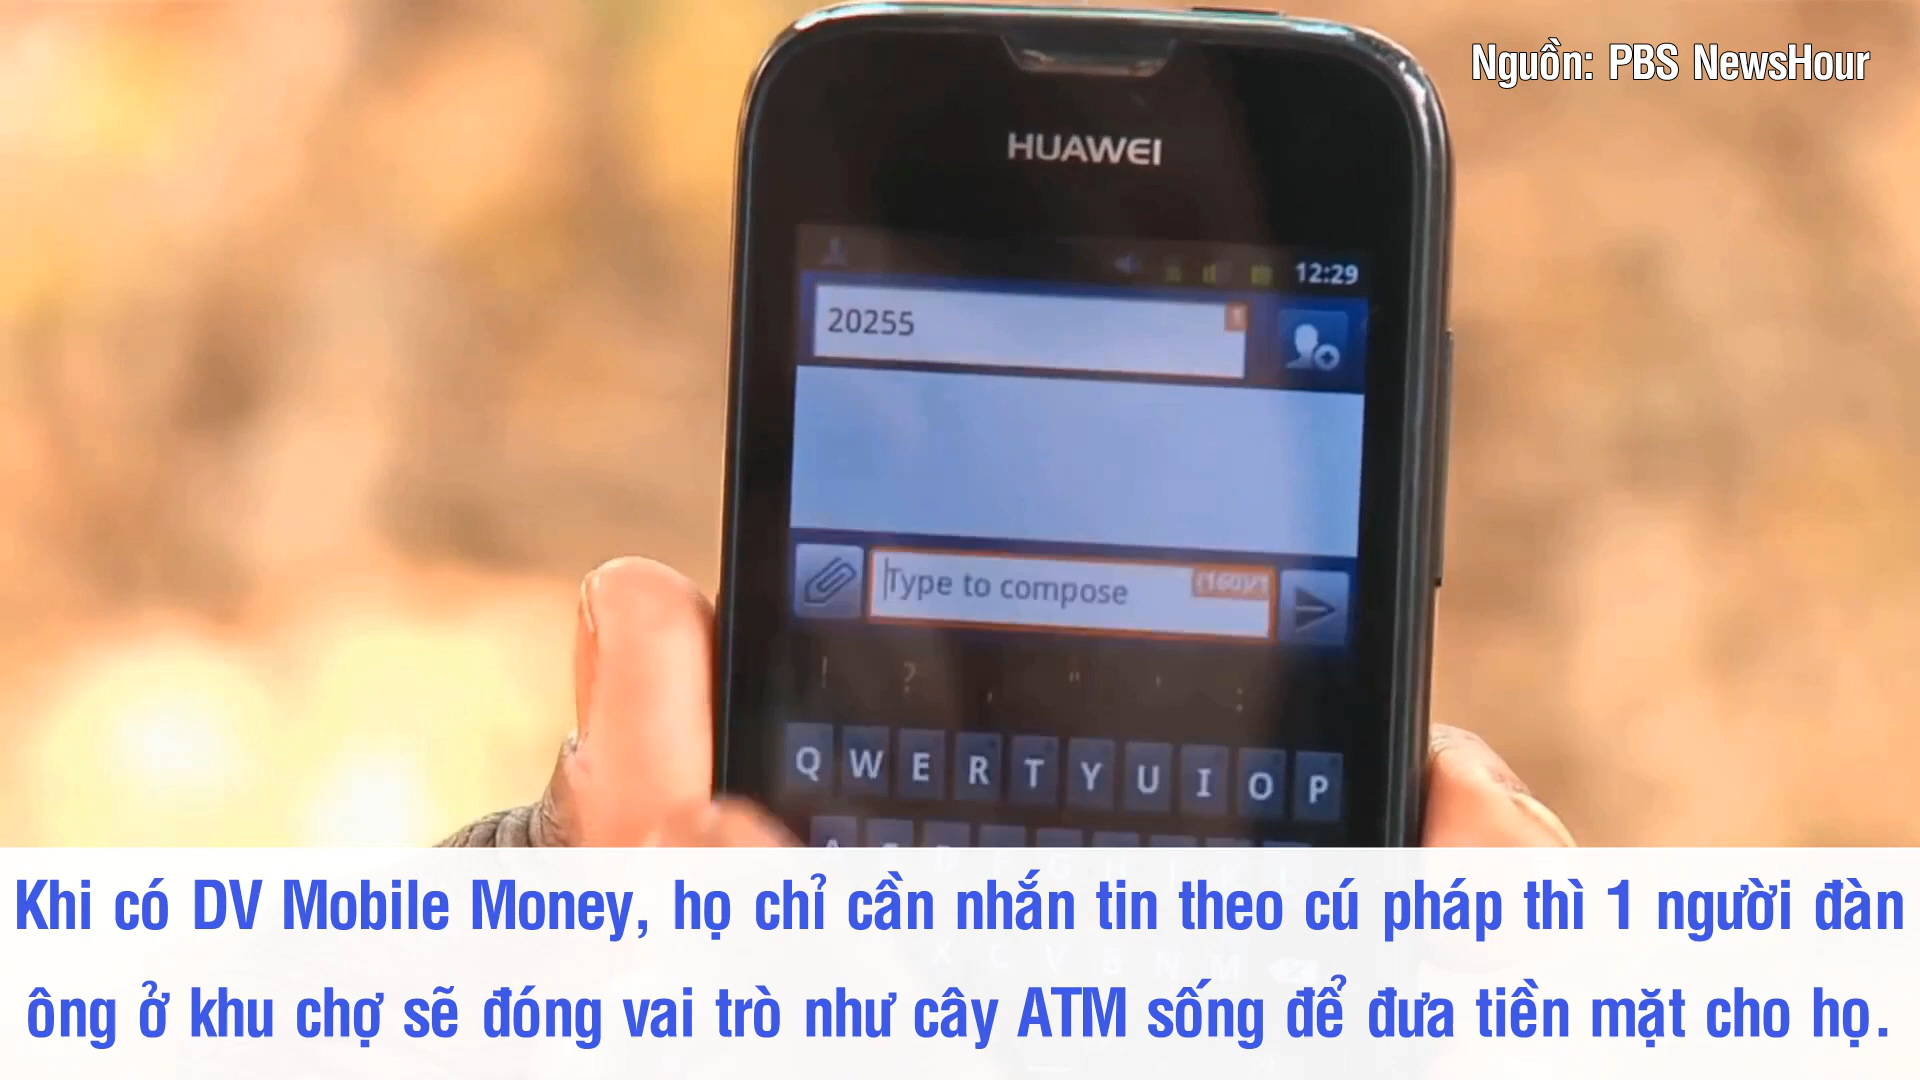 Nguồn: PBS NewsHour
HUAWEI
12:29
20255
Type to compose
! ? , " ' :
Q W E R T Y U I O P
Khi có DV Mobile Money, họ chỉ cần nhắn tin theo cú pháp thì 1 người đàn
ông ở khu chợ sẽ đóng vai trò như cây ATM sống để đưa tiền mặt cho họ.